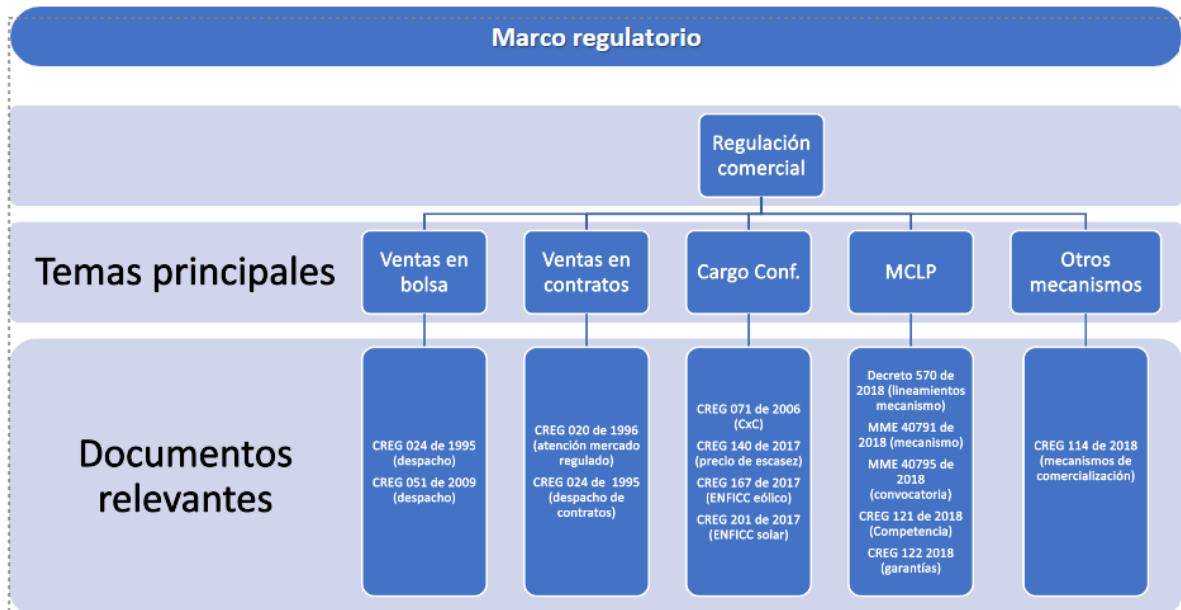 Marco regulatorio
Regulación
comercial
Temas principales
Ventas en
bolsa
Ventas en
contratos
Cargo Conf.
MCLP
Otros
mecanismos
Documentos
relevantes
CREG 024 de 1995
(despacho)
CREG 051 de 2009
(despacho)
CREG 020 de 1996
(atención mercado
regulado)
CREG 024 de  1995
(despacho de
contratos)
CREG 071 de 2006
(CxC)
CREG 140 de 2017
(precio de escasez)
CREG 167 de 2017
(ENFICC eólico)
CREG 201 de 2017
(ENFICC solar)
Decreto 570 de
2018 (lineamientos
mecanismo)
MME 40791 de
2018 (mecanismo)
MME 40795 de
2018
(convocatoria)
CREG 121 de 2018
(Competencia)
CREG 122 2018
(garantías)
CREG 114 de 2018
(mecanismos de
comercialización)